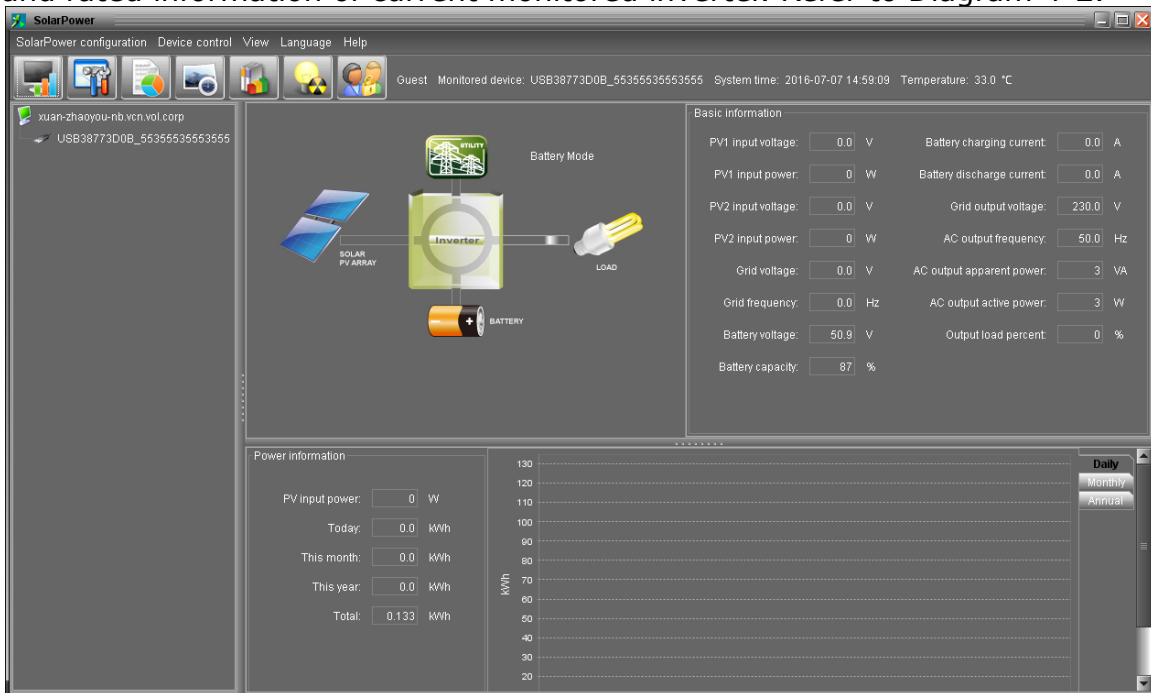 and rated information of current monitored inverter. Refer to Diagram 4-2.
SolarPower
SolarPower configuration Device control View Language Help
Guest Monitored device: USB38773D0B_55355535553555 System time: 2016-07-07 14:59:09 Temperature: 33.0 °C
xuan-zhaoyou-nb.vcn.vol.corp
USB38773D0B_55355535553555
UTILITY
Battery Mode
SOLAR
PV ARRAY
Inverter
LOAD
BATTERY
Basic information
PV1 input voltage: 0.0 V Battery charging current: 0.0 A
PV1 input power: 0 W Battery discharge current: 0.0 A
PV2 input voltage: 0.0 V Grid output voltage: 230.0 V
PV2 input power: 0 W AC output frequency: 50.0 Hz
Grid voltage: 0.0 V AC output apparent power: 3 VA
Grid frequency: 0.0 Hz AC output active power: 3 W
Battery voltage: 50.9 V Output load percent: 0 %
Battery capacity: 87 %
Power information
PV input power: 0 W
Today: 0.0 kWh
This month: 0.0 kWh
This year: 0.0 kWh
Total: 0.133 kWh
kWh
130
120
110
100
90
80
70
60
50
40
30
20
Daily
Monthly
Annual